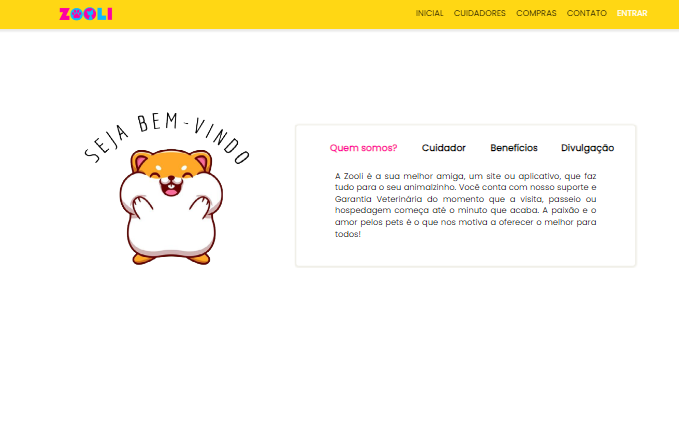 ZOOLI INICIAL CUIDADORES COMPRAS CONTATO ENTRAR
SEJA BEM-VINDO
Quem somos? Cuidador Benefícios Divulgação
A Zooli é a sua melhor amiga, um site ou aplicativo, que faz
tudo para o seu animalzinho. Você conta com nosso suporte e
Garantia Veterinária do momento que a visita, passeio ou
hospedagem começa até o minuto que acaba. A paixão e o
amor pelos pets é o que nos motiva a oferecer o melhor para
todos!